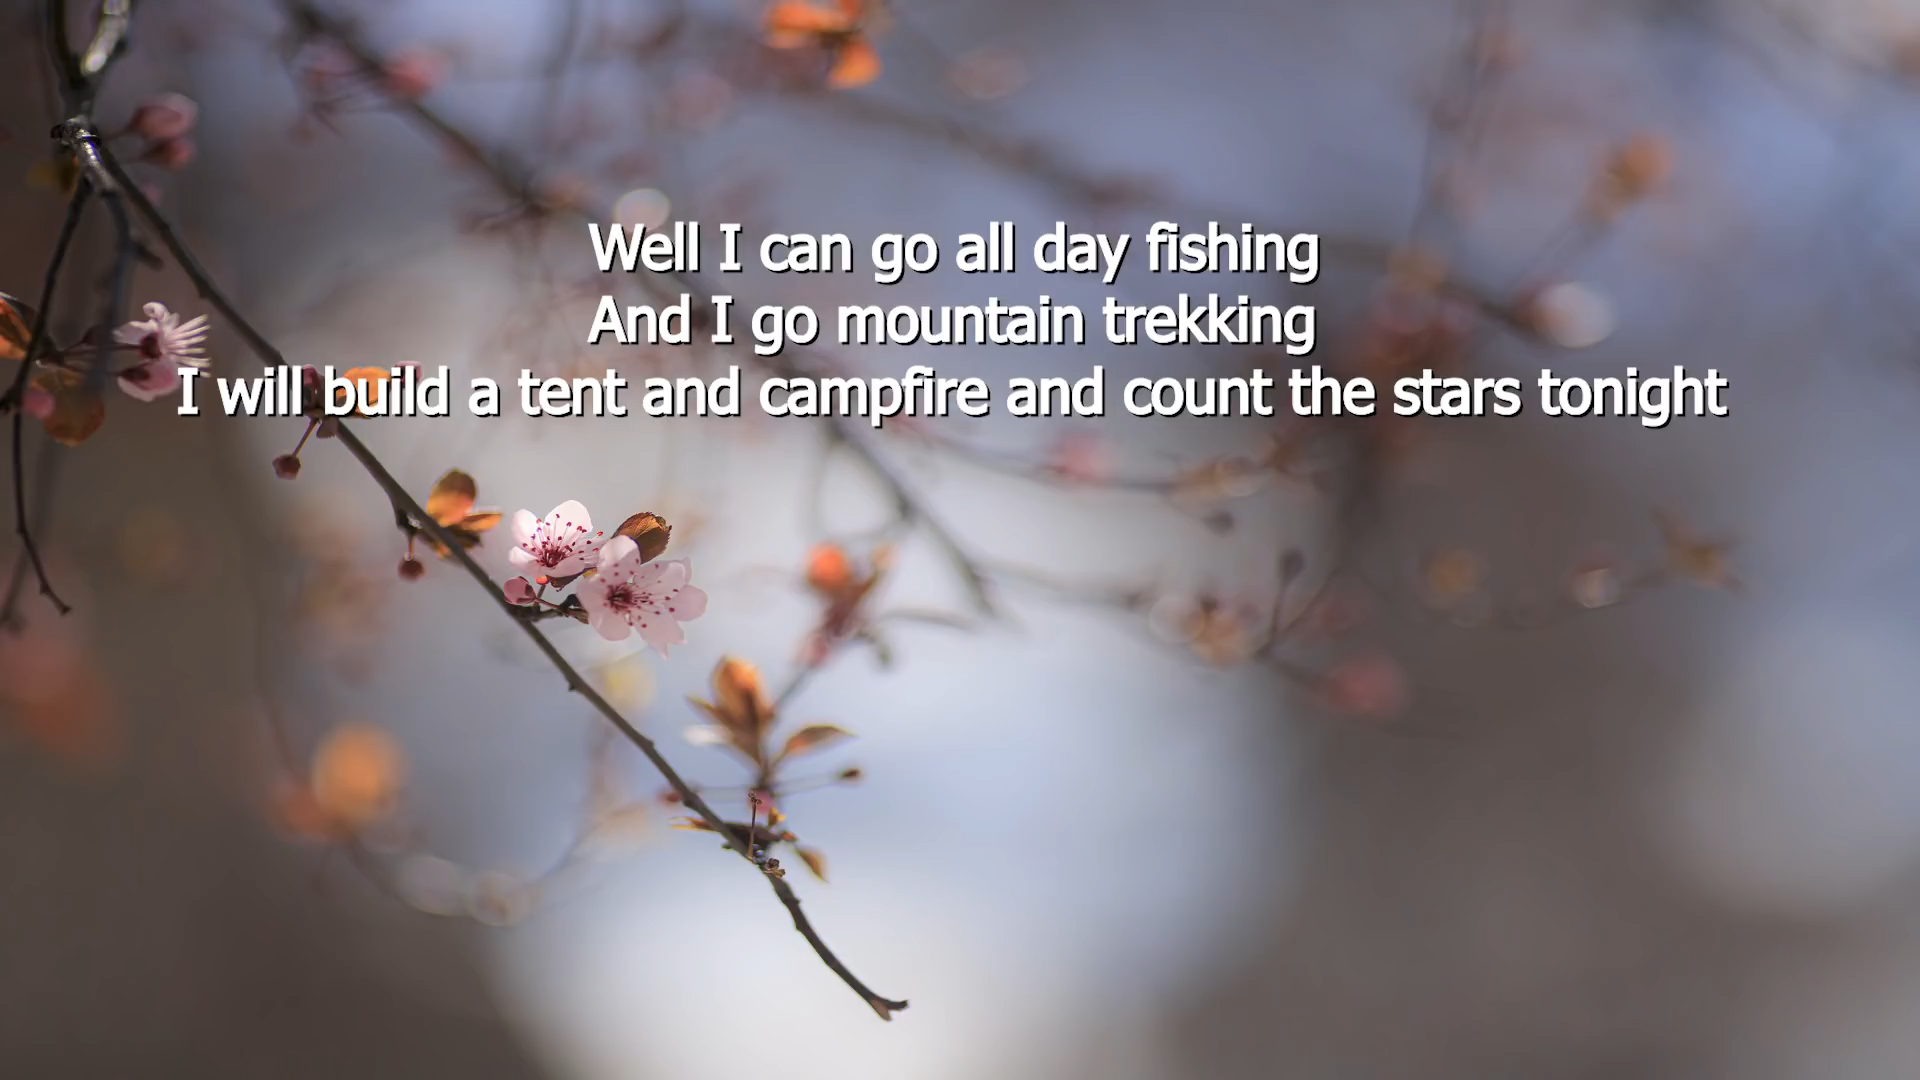 Well I can go all day fishing
And I go mountain trekking
I will build a tent and campfire and count the stars tonight